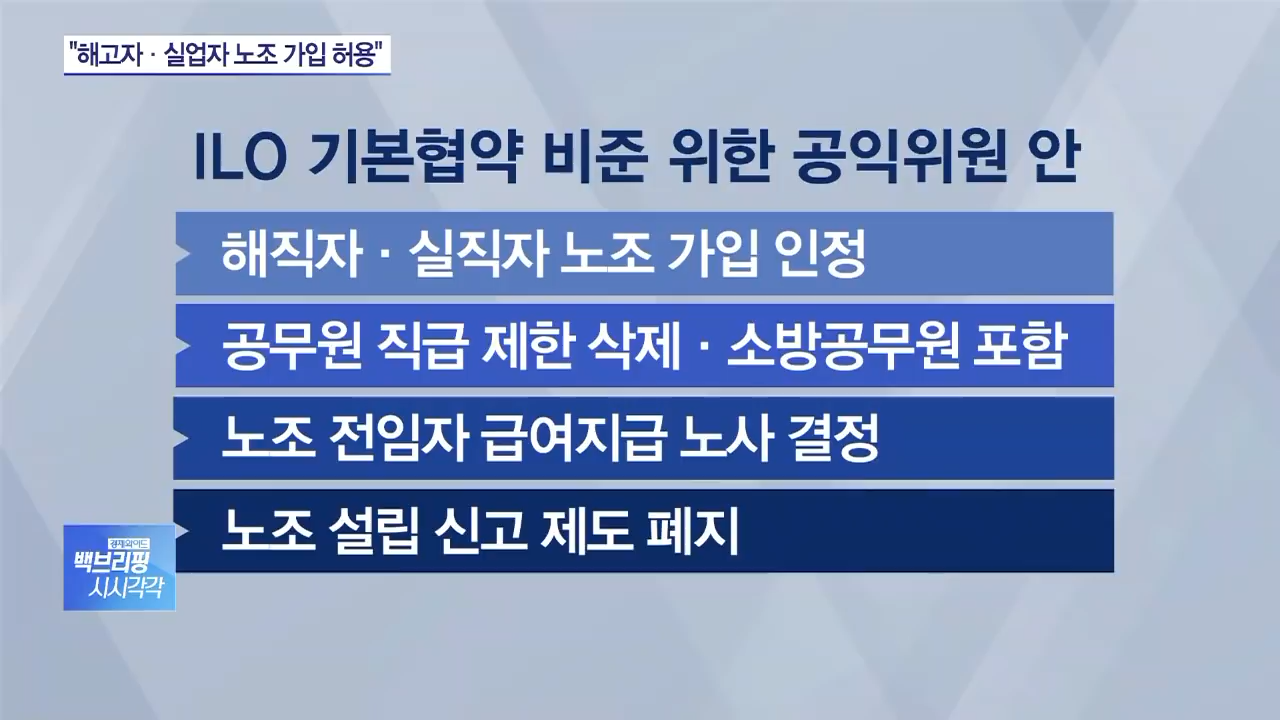 "해고자 · 실업자 노조 가입 허용"
ILO 기본협약 비준 위한 공익위원 안
해직자 · 실직자 노조 가입 인정
공무원 직급 제한 삭제 · 소방공무원 포함
노조 전임자 급여지급 노사 결정
노조 설립 신고 제도 폐지
경제와이드
백브리핑
시시각각